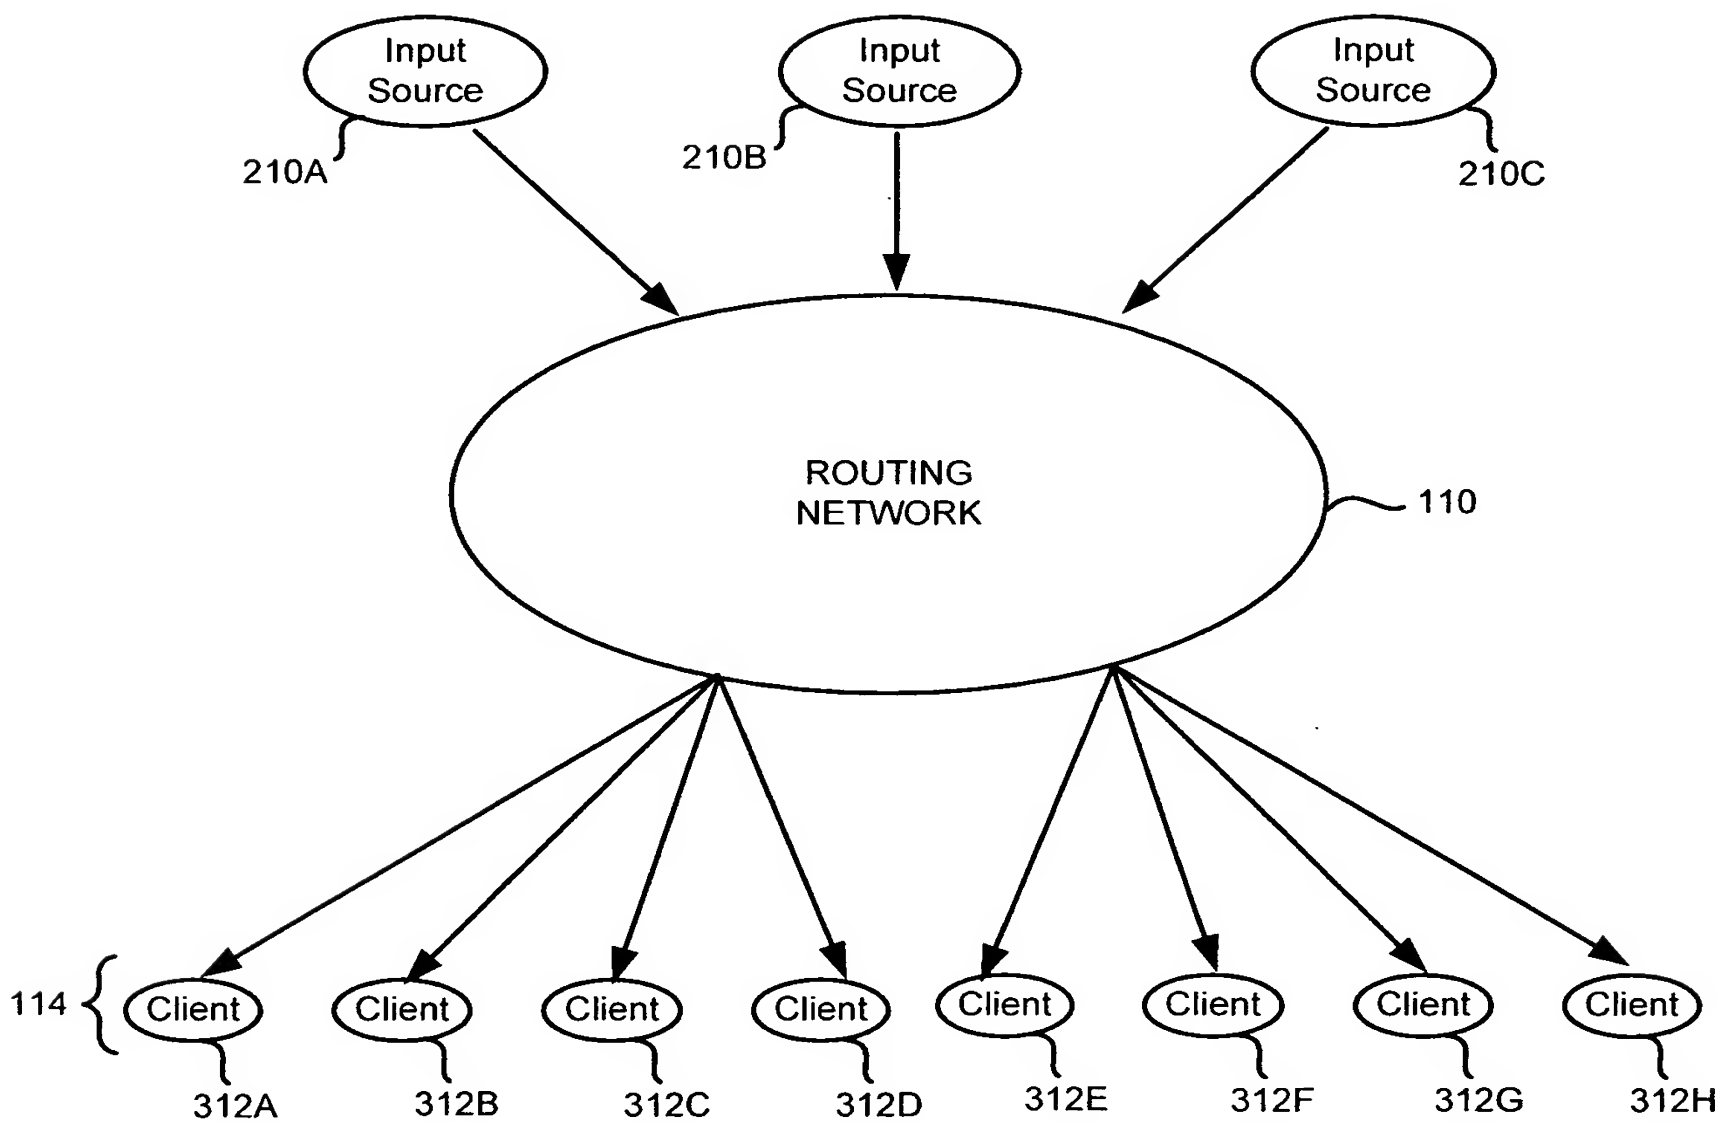 Input
Source
Input
Source
Input
Source
210A
210B
210C
ROUTING
NETWORK
110
114
Client
Client
Client
Client
Client
Client
Client
Client
312A
312B
312C
312D
312E
312F
312G
312H